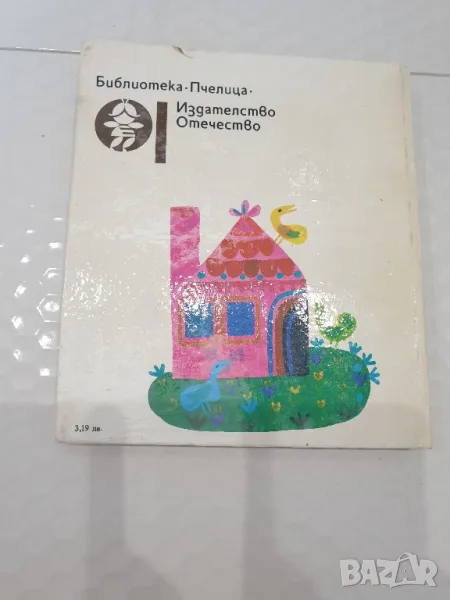 Библиотека·Пчелица·
Издателство
Отечество
3,19 лв.
BAZAR